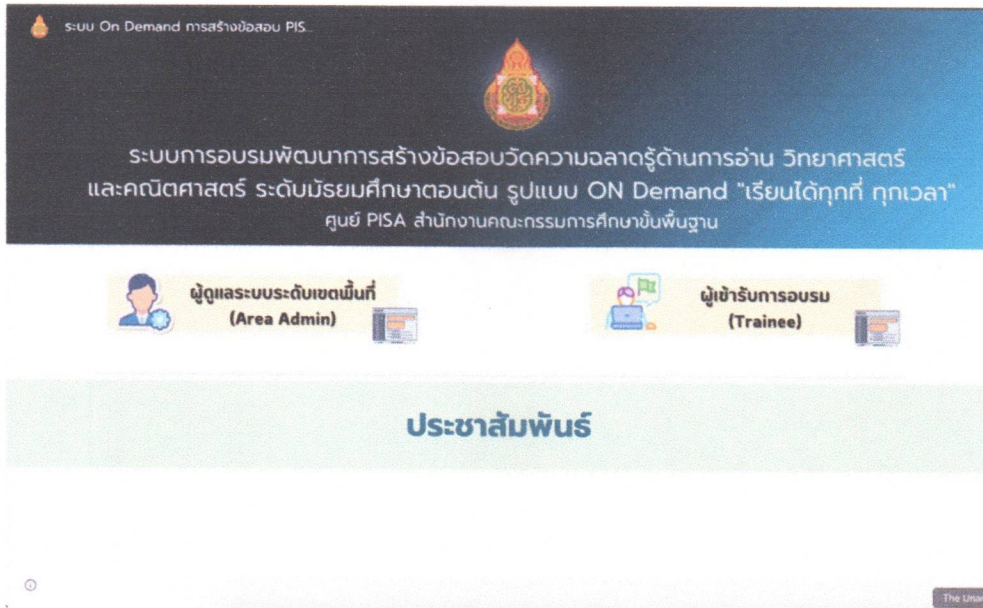 ระบบ On Demand การสร้างข้อสอบ PIS...
ระบบการอบรมพัฒนาการสร้างข้อสอบวัดความฉลาดรู้ด้านการอ่าน วิทยาศาสตร์
และคณิตศาสตร์ ระดับมัธยมศึกษาตอนต้น รูปแบบ ON Demand "เรียนได้ทุกที่ ทุกเวลา"
ศูนย์ PISA สำนักงานคณะกรรมการศึกษาขั้นพื้นฐาน
ผู้ดูแลระบบระดับเขตพื้นที่
(Area Admin)
ผู้เข้ารับการอบรม
(Trainee)
ประชาสัมพันธ์
The Unar